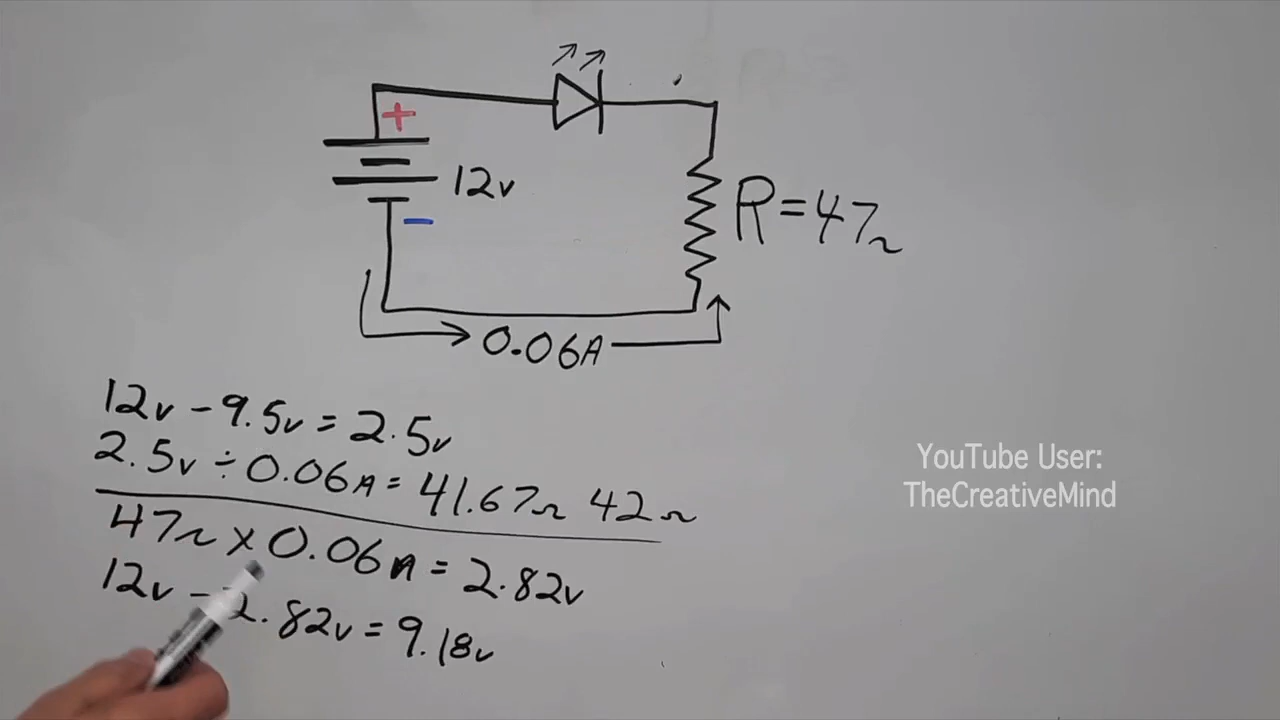 +
12v
−
R=47Ω
0.06A
12v − 9.5v = 2.5v
2.5v ÷ 0.06A = 41.67Ω 42Ω
47Ω x 0.06A = 2.82v
12v − 2.82v = 9.18v
YouTube User:
TheCreativeMind